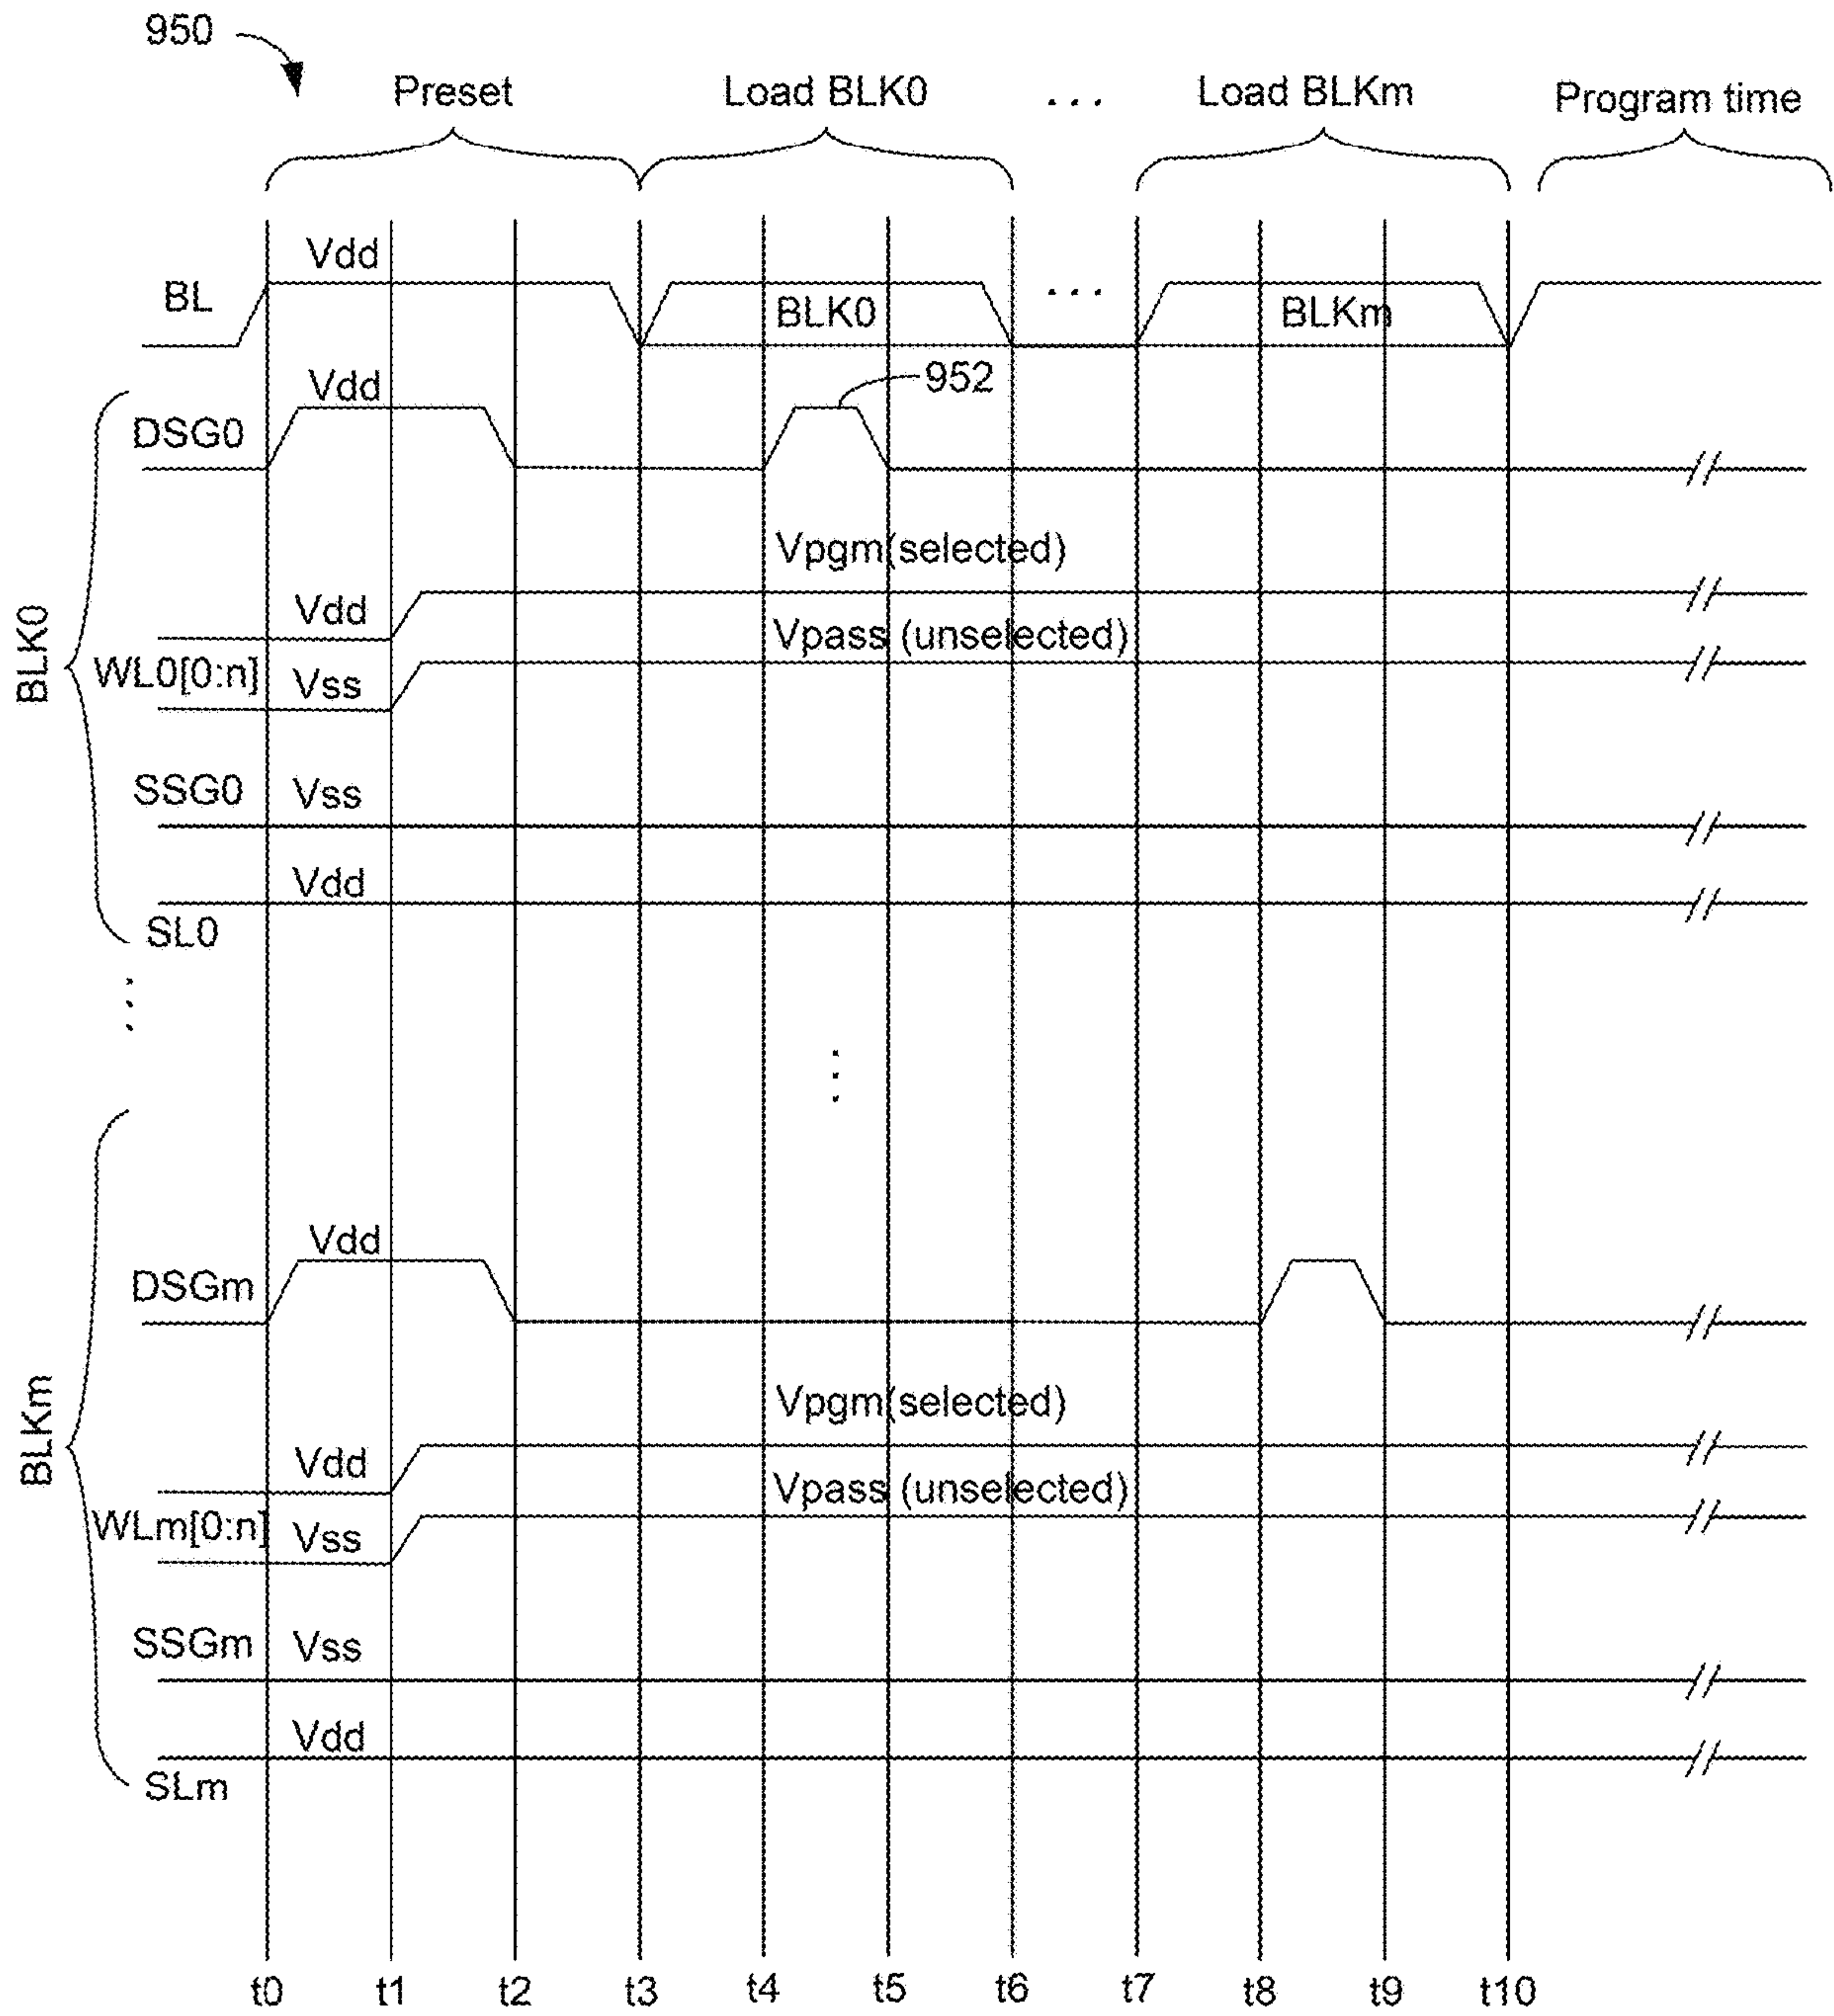 950
Preset
Load BLK0
...
Load BLKm
Program time
Vdd
BL
BLK0
...
BLKm
Vdd
952
DSG0
Vpgm(selected)
Vdd
Vpass (unselected)
WL0[0:n]
Vss
BLK0
SSG0
Vss
Vdd
SL0
...
...
Vdd
DSGm
Vpgm(selected)
Vdd
Vpass (unselected)
WLm[0:n]
Vss
BLKm
SSGm
Vss
Vdd
SLm
t0 t1 t2 t3 t4 t5 t6 t7 t8 t9 t10